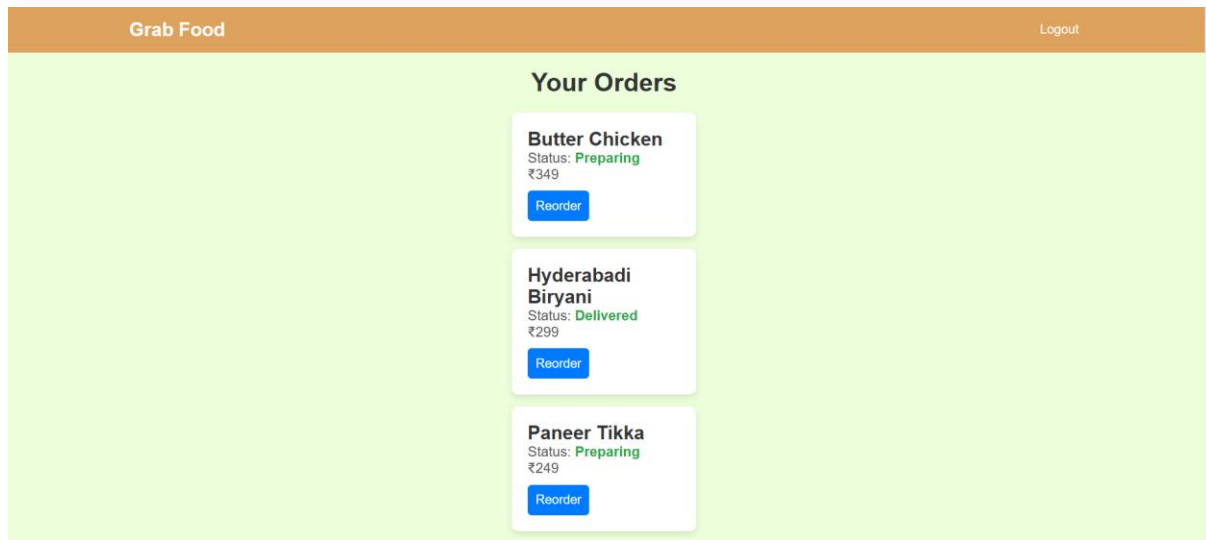 Grab Food
Logout
Your Orders
Butter Chicken
Status: Preparing
₹349
Reorder
Hyderabadi
Biryani
Status: Delivered
₹299
Reorder
Paneer Tikka
Status: Preparing
₹249
Reorder